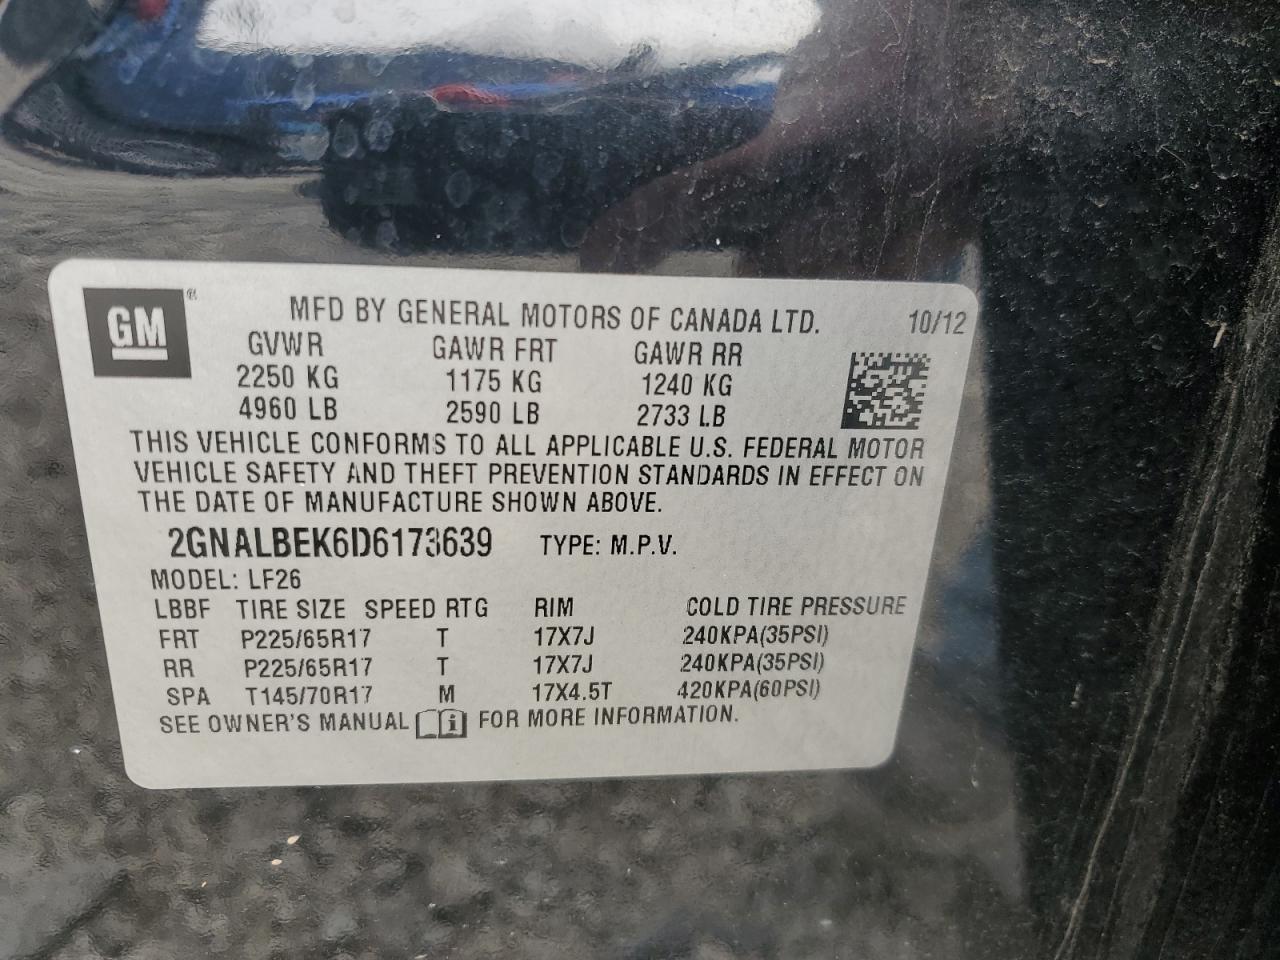 GM ®
MFD BY GENERAL MOTORS OF CANADA LTD. 10/12
GVWR GAWR FRT GAWR RR
2250 KG 1175 KG 1240 KG
4960 LB 2590 LB 2733 LB
THIS VEHICLE CONFORMS TO ALL APPLICABLE U.S. FEDERAL MOTOR
VEHICLE SAFETY AND THEFT PREVENTION STANDARDS IN EFFECT ON
THE DATE OF MANUFACTURE SHOWN ABOVE.
2GNALBEK6D6173639 TYPE: M.P.V.
MODEL: LF26
LBBF TIRE SIZE SPEED RTG RIM COLD TIRE PRESSURE
FRT P225/65R17 T 17X7J 240KPA(35PSI)
RR P225/65R17 T 17X7J 240KPA(35PSI)
SPA T145/70R17 M 17X4.5T 420KPA(60PSI)
SEE OWNER'S MANUAL i FOR MORE INFORMATION.